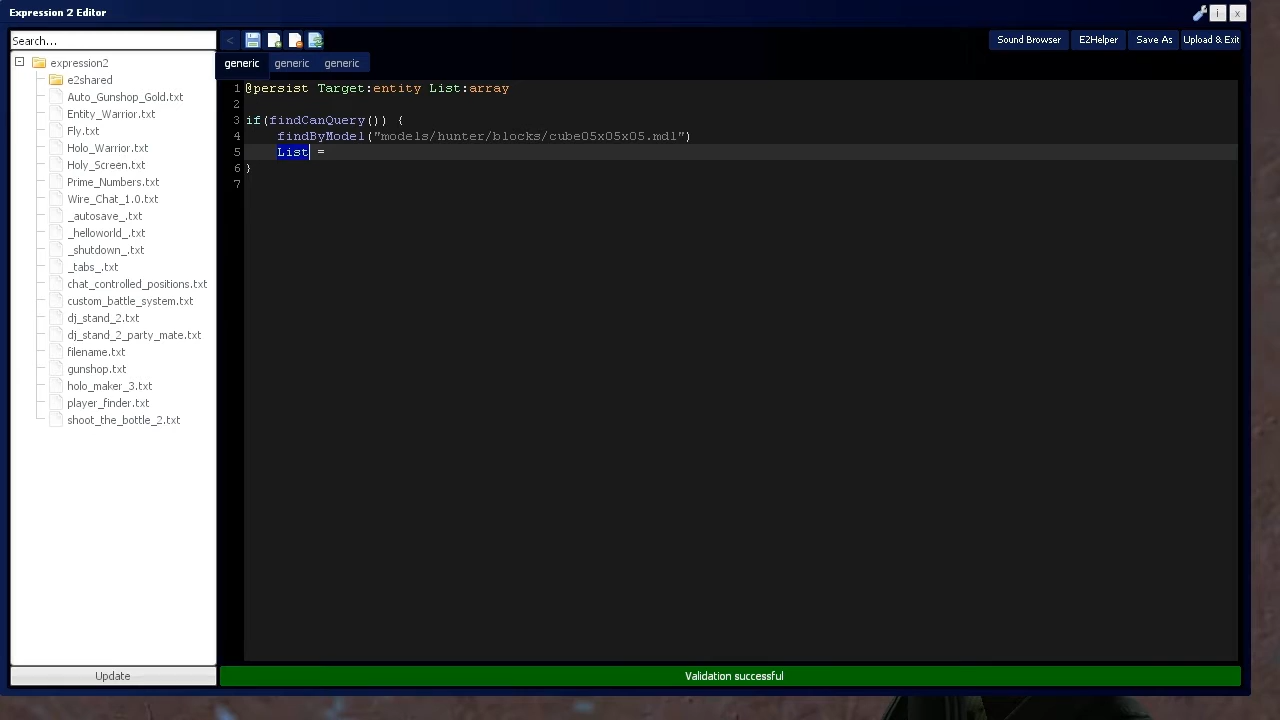 Expression 2 Editor
i
x
Search...
<
Sound Browser
E2Helper
Save As
Upload & Exit
expression2
e2shared
Auto_Gunshop_Gold.txt
Entity_Warrior.txt
Fly.txt
Holo_Warrior.txt
Holy_Screen.txt
Prime_Numbers.txt
Wire_Chat_1.0.txt
_autosave_.txt
_helloworld_.txt
_shutdown_.txt
_tabs_.txt
chat_controlled_positions.txt
custom_battle_system.txt
dj_stand_2.txt
dj_stand_2_party_mate.txt
filename.txt
gunshop.txt
holo_maker_3.txt
player_finder.txt
shoot_the_bottle_2.txt
Update
generic generic generic
1 @persist Target:entity List:array
2
3 if(findCanQuery()) {
4 findByModel("models/hunter/blocks/cube05x05x05.mdl")
5 List =
6 }
7
Validation successful